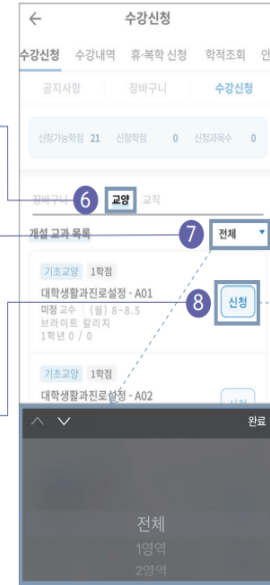 ← 수강신청
수강신청 수강내역 휴·복학 신청 학적조회
공지사항 장바구니 수강신청
신청가능학점 21 신청학점 0 신청과목수 0
장바구니 6 교양 교직
개설 교과 목록 7 전체
기초교양 1학점
대학생활과진로설정 - A01
미정 교수 (월) 8~8.5
브라이트 칼리지
1학년 0 / 0
8 신청
기초교양 1학점
대학생활과진로설정 - A02
신청
완료
전체
1영역
2영역